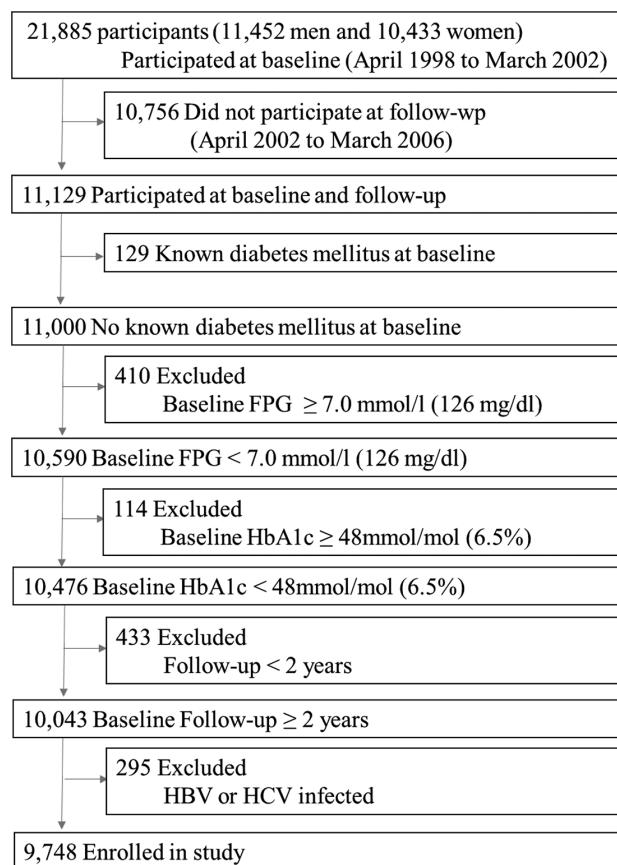 21,885 participants (11,452 men and 10,433 women)
Participated at baseline (April 1998 to March 2002)
10,756 Did not participate at follow-wp
(April 2002 to March 2006)
11,129 Participated at baseline and follow-up
129 Known diabetes mellitus at baseline
11,000 No known diabetes mellitus at baseline
410 Excluded
Baseline FPG ≥ 7.0 mmol/l (126 mg/dl)
10,590 Baseline FPG < 7.0 mmol/l (126 mg/dl)
114 Excluded
Baseline HbA1c ≥ 48mmol/mol (6.5%)
10,476 Baseline HbA1c < 48mmol/mol (6.5%)
433 Excluded
Follow-up < 2 years
10,043 Baseline Follow-up ≥ 2 years
295 Excluded
HBV or HCV infected
9,748 Enrolled in study